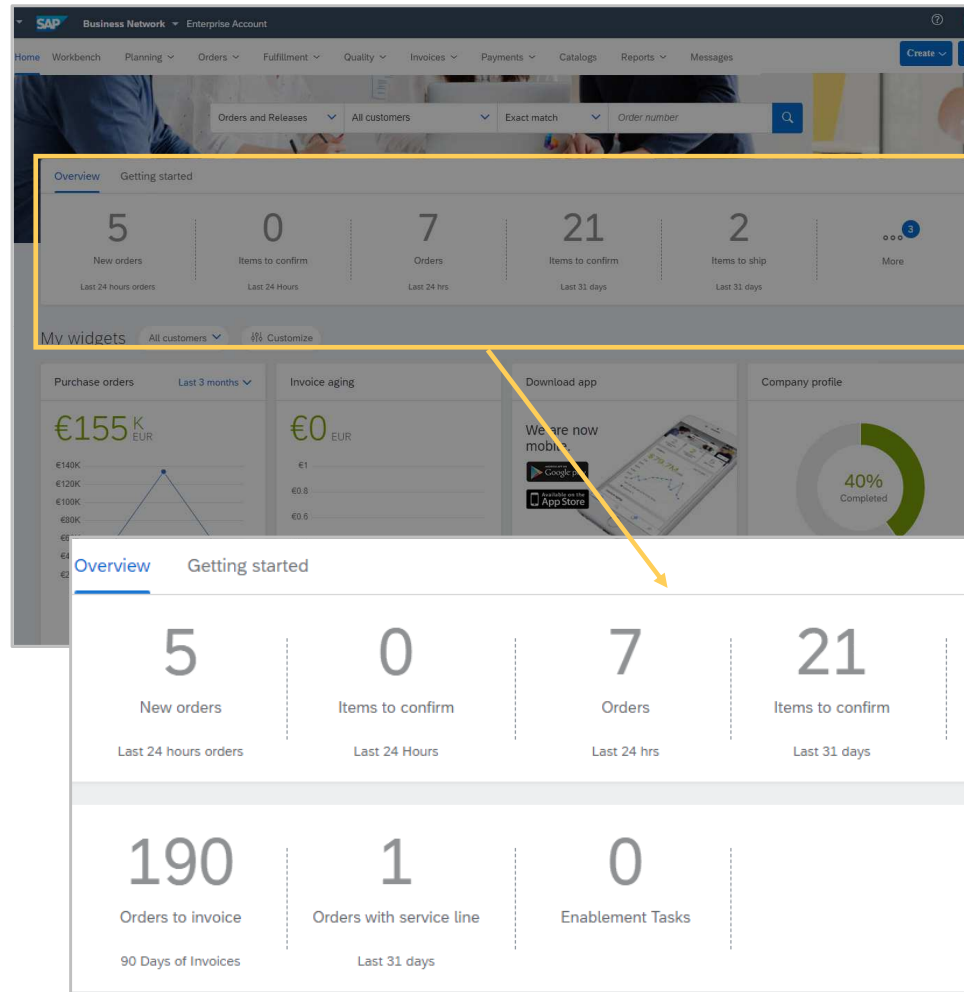 SAP Business Network Enterprise Account
Home Workbench Planning Orders Fulfillment Quality Invoices Payments Catalogs Reports Messages Create
Orders and Releases All customers Exact match Order number
Overview Getting started
5 0 7 21 2 3
New orders Items to confirm Orders Items to confirm Items to ship More
Last 24 hours orders Last 24 Hours Last 24 hrs Last 31 days Last 31 days
My widgets All customers Customize
Purchase orders Last 3 months Invoice aging Download app Company profile
€155 K EUR €0 EUR
We are now
mobile.
€140K €1
€120K
€100K €0.8
€80K €0.6
Google play
Available on the
App Store
$79.7M
40%
Completed
Overview Getting started
5 0 7 21
New orders Items to confirm Orders Items to confirm
Last 24 hours orders Last 24 Hours Last 24 hrs Last 31 days
190 1 0
Orders to invoice Orders with service line Enablement Tasks
90 Days of Invoices Last 31 days